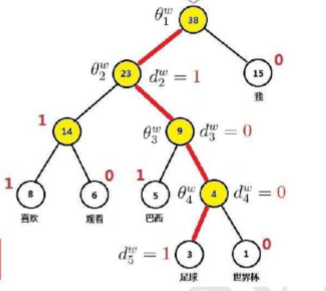 θ₁ʷ 38
0
θ₂ʷ 23 d₂ʷ = 1 15
我
1
14 θ₃ʷ 9 d₃ʷ = 0
1 8 6 0 1 5 θ₄ʷ 4 d₄ʷ = 0
喜欢 观看 巴西
d₅ʷ = 1 3 1 0
足球 世界杯